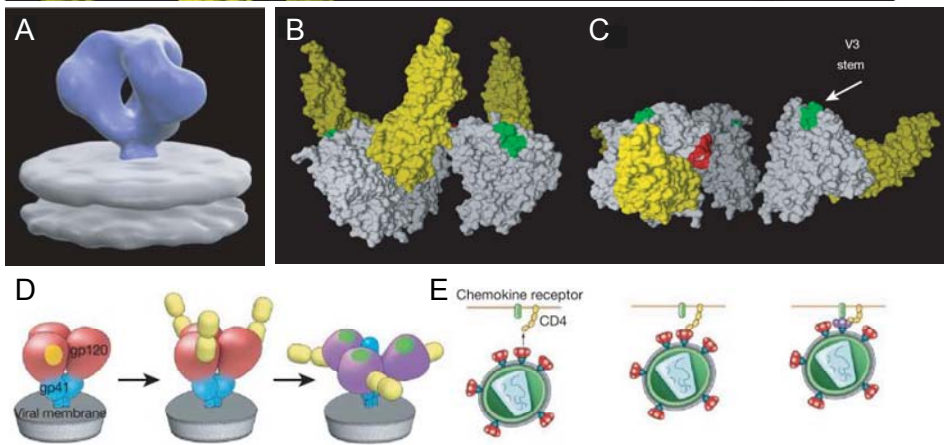 A
B
C
V3
stem
D
gp120
gp41
Viral membrane
E
Chemokine receptor
CD4